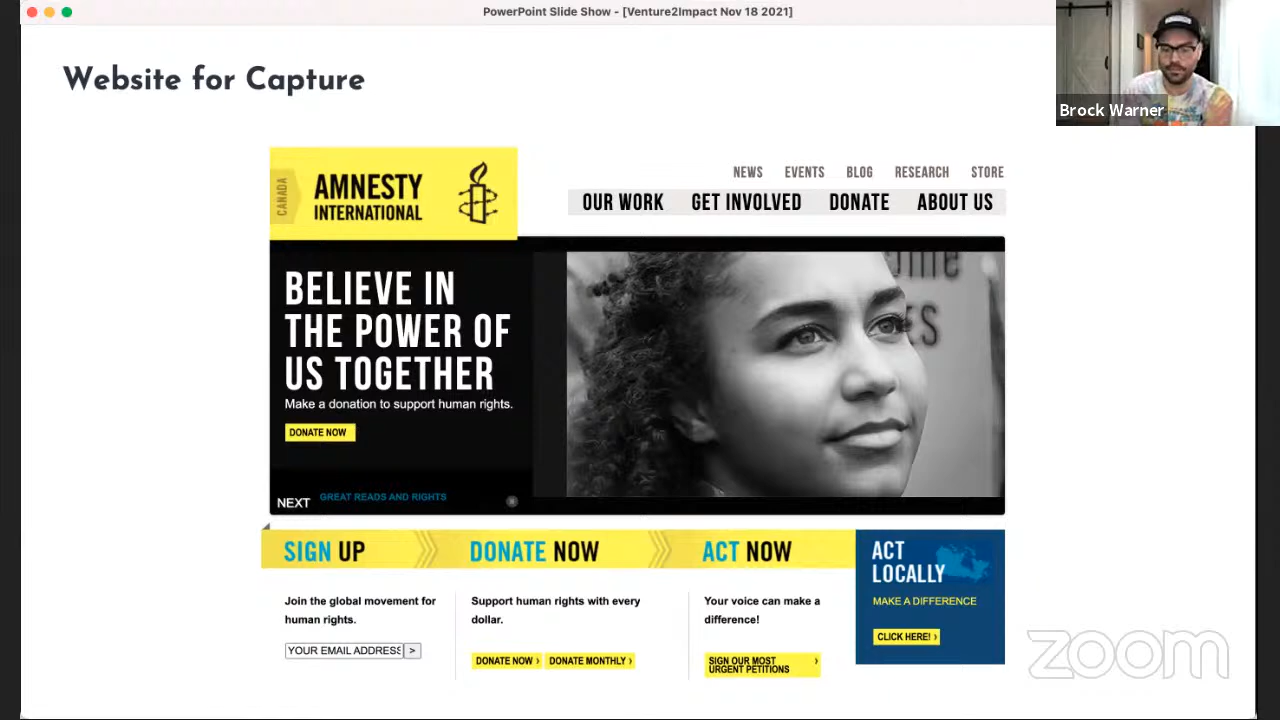 PowerPoint Slide Show - [Venture2Impact Nov 18 2021]
Brock Warner
Website for Capture
CANADA
AMNESTY
INTERNATIONAL
NEWS EVENTS BLOG RESEARCH STORE
OUR WORK GET INVOLVED DONATE ABOUT US
BELIEVE IN
THE POWER OF
US TOGETHER
Make a donation to support human rights.
DONATE NOW
NEXT GREAT READS AND RIGHTS
SIGN UP
Join the global movement for
human rights.
YOUR EMAIL ADDRESS >
DONATE NOW
Support human rights with every
dollar.
DONATE NOW › DONATE MONTHLY ›
ACT NOW
Your voice can make a
difference!
SIGN OUR MOST ›
URGENT PETITIONS
ACT
LOCALLY
MAKE A DIFFERENCE
CLICK HERE! ›
zoom